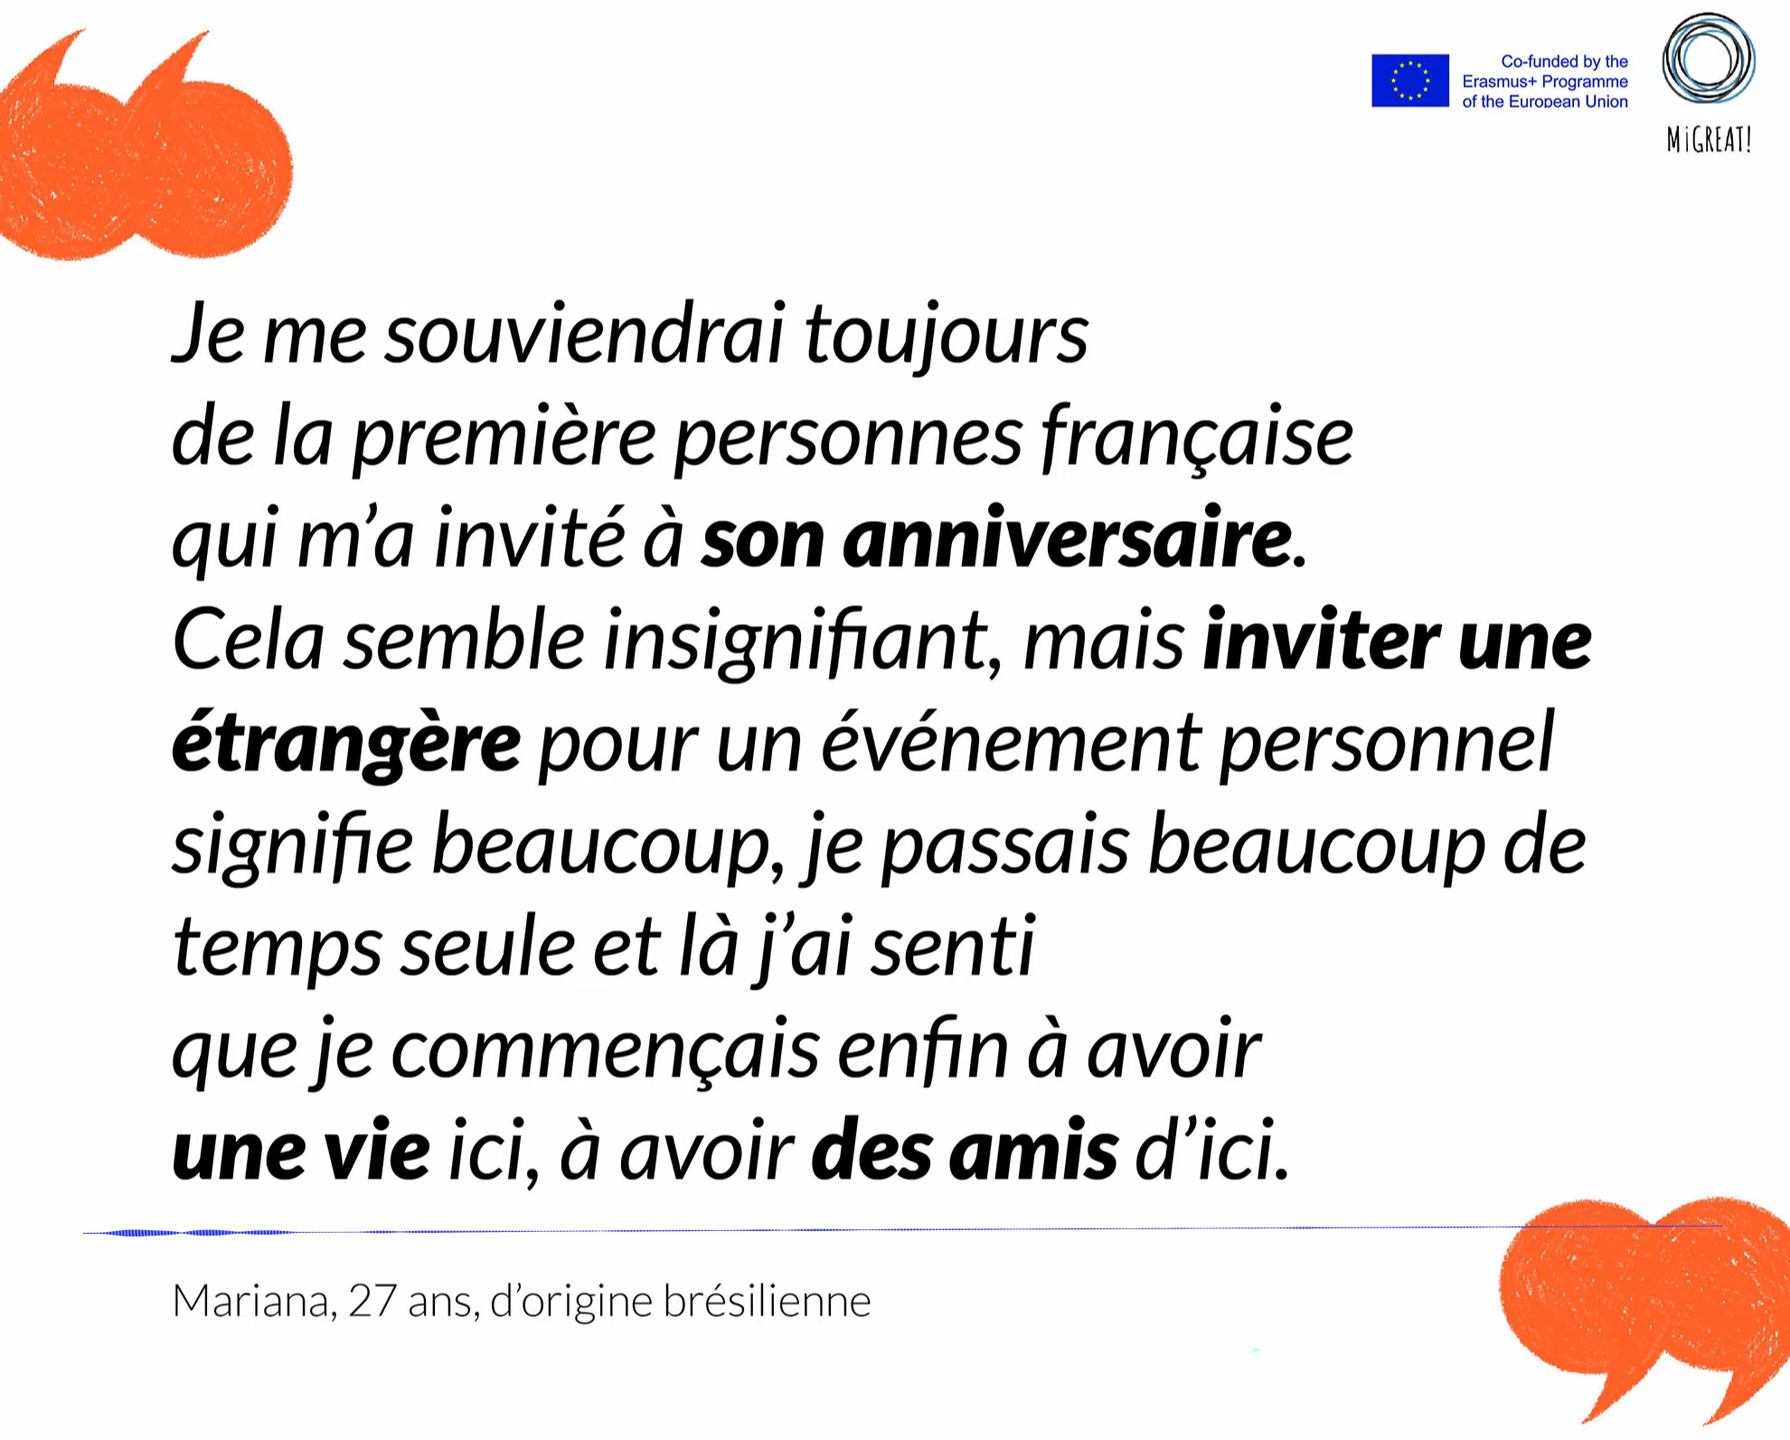 Co-funded by the
Erasmus+ Programme
of the European Union
MiGREAT!
Je me souviendrai toujours
de la première personnes française
qui m’a invité à son anniversaire.
Cela semble insignifiant, mais inviter une
étrangère pour un événement personnel
signifie beaucoup, je passais beaucoup de
temps seule et là j’ai senti
que je commençais enfin à avoir
une vie ici, à avoir des amis d’ici.
Mariana, 27 ans, d’origine brésilienne